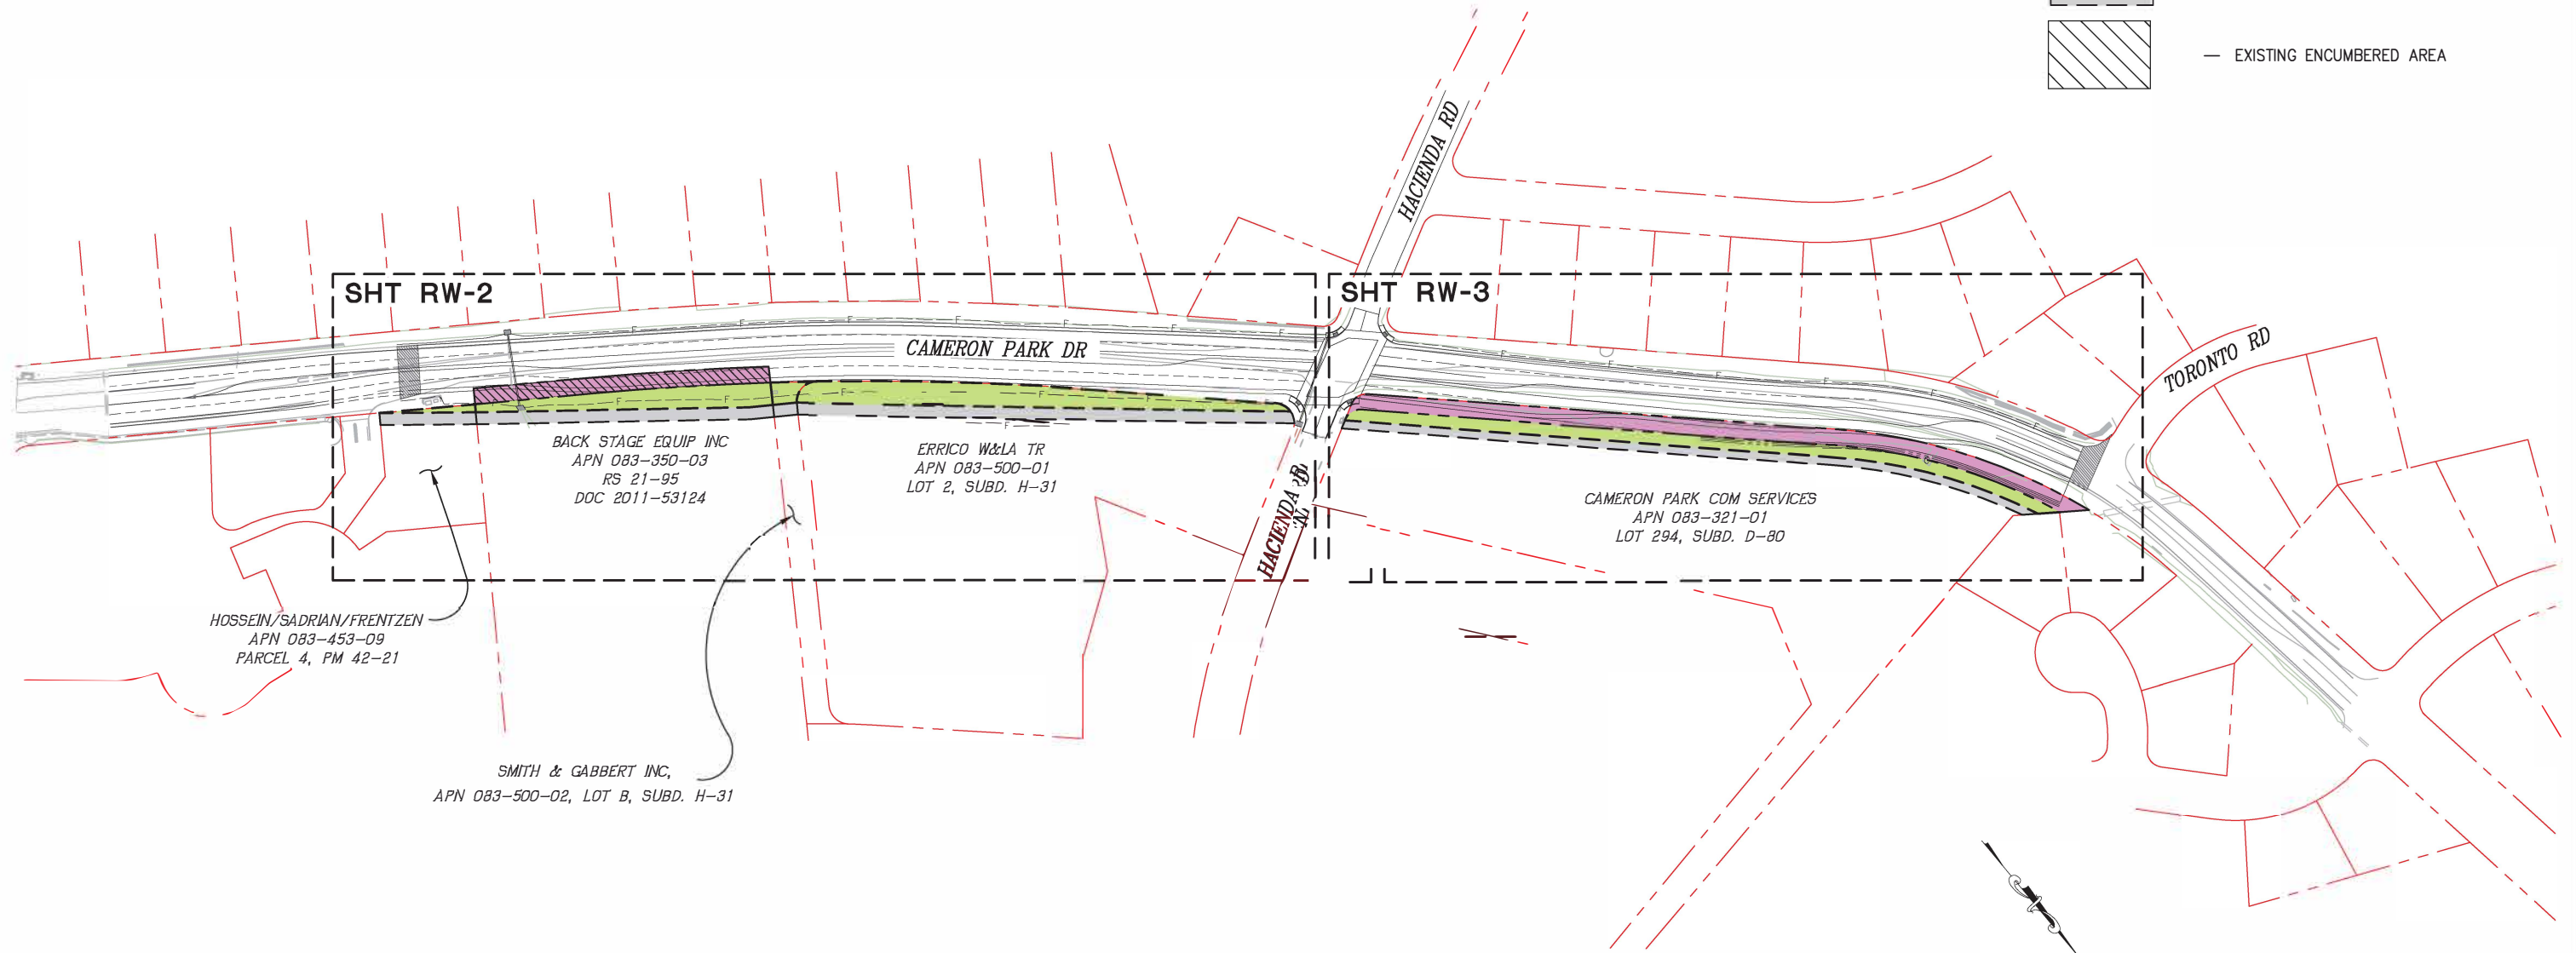 — EXISTING ENCUMBERED AREA
HACIENDA RD
SHT RW-2
SHT RW-3
CAMERON PARK DR
TORONTO RD
BACK STAGE EQUIP INC
APN 083-350-03
RS 21-95
DOC 2011-53124
ERRICO W&LA TR
APN 083-500-01
LOT 2, SUBD. H-31
HACIENDA RD
CAMERON PARK COM SERVICES
APN 083-321-01
LOT 294, SUBD. D-80
HOSSEIN/SADRIAN/FRENTZEN
APN 083-453-09
PARCEL 4, PM 42-21
SMITH & GABBERT INC,
APN 083-500-02, LOT B, SUBD. H-31